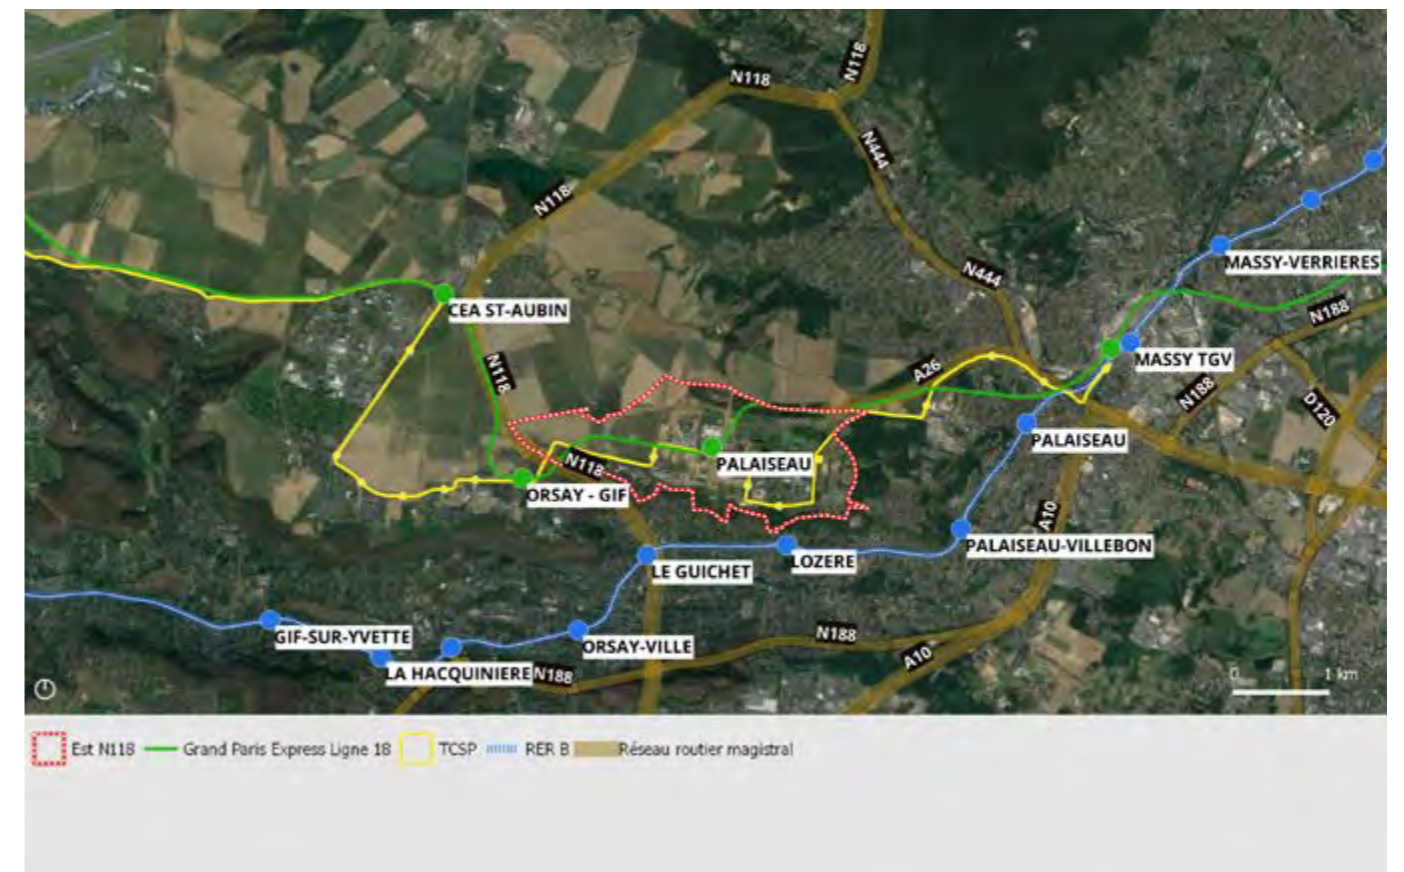 N118
N118
N444
N118
N444
MASSY-VERRIERES
CEA ST-AUBIN
N188
N118
A26
MASSY TGV
N188
D120
PALAISEAU
N118
PALAISEAU
ORSAY - GIF
A10
PALAISEAU-VILLEBON
LOZERE
LE GUICHET
GIF-SUR-YVETTE
N188
ORSAY-VILLE
A10
LA HACQUINIERE
N188
0 1 km
Est N118 Grand Paris Express Ligne 18 TCSP RER B Réseau routier magistral